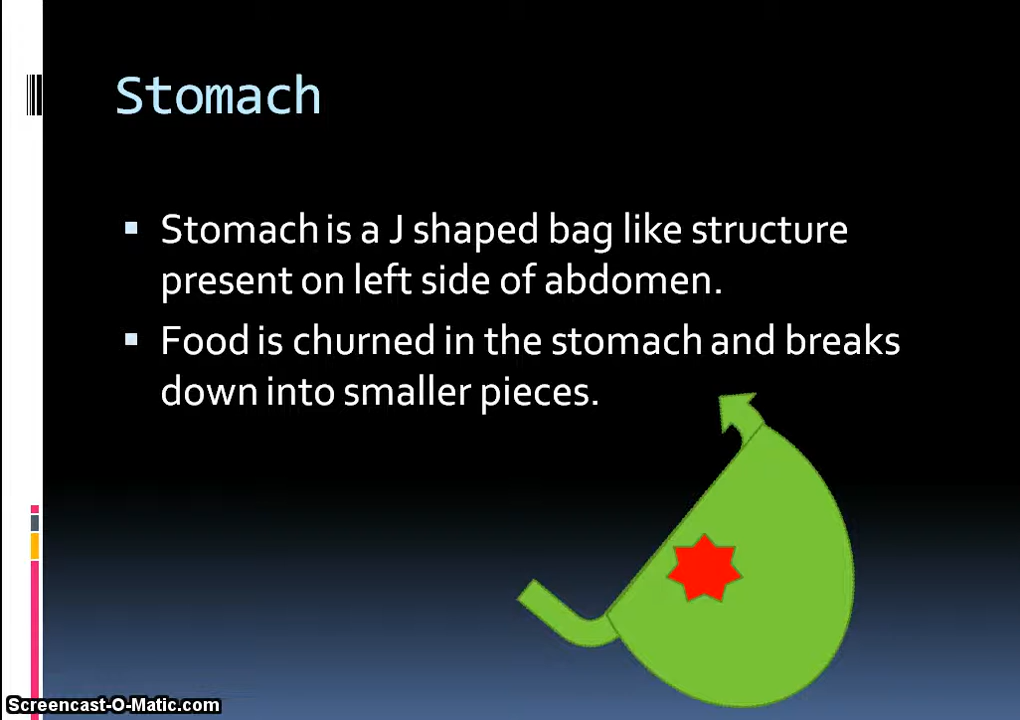 Stomach
Stomach is a J shaped bag like structure
present on left side of abdomen.
Food is churned in the stomach and breaks
down into smaller pieces.
Screencast-O-Matic.com